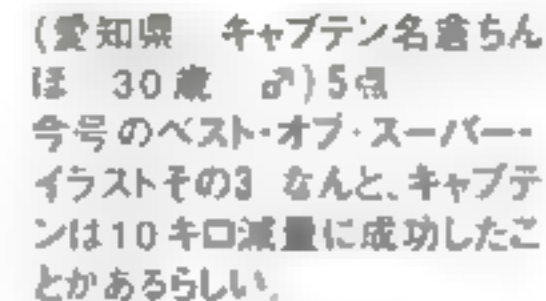 (愛知県　キャプテン名倉ちん
ほ　30歳　♂)5点
今号のベスト・オブ・スーパー・
イラストその3　なんと、キャプテ
ンは10キロ減量に成功したこ
とがあるらしい。